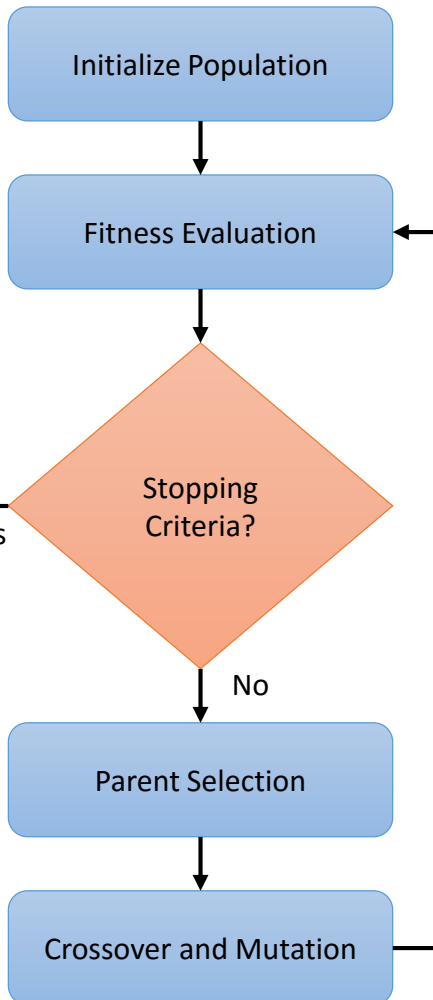 Initialize Population
Fitness Evaluation
Stopping
Criteria?
No
Parent Selection
Crossover and Mutation